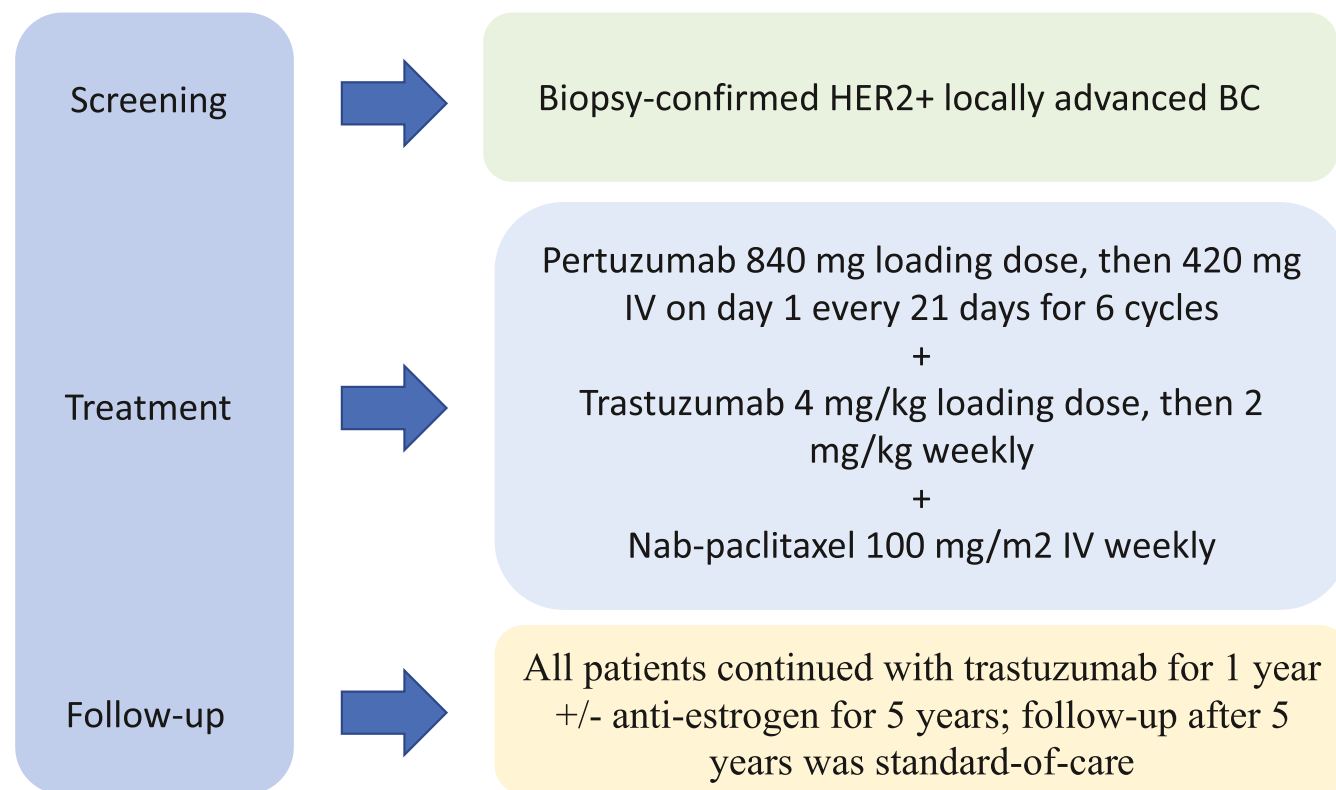 Screening
Biopsy-confirmed HER2+ locally advanced BC
Treatment
Pertuzumab 840 mg loading dose, then 420 mg
IV on day 1 every 21 days for 6 cycles
+
Trastuzumab 4 mg/kg loading dose, then 2
mg/kg weekly
+
Nab-paclitaxel 100 mg/m2 IV weekly
Follow-up
All patients continued with trastuzumab for 1 year
+/- anti-estrogen for 5 years; follow-up after 5
years was standard-of-care